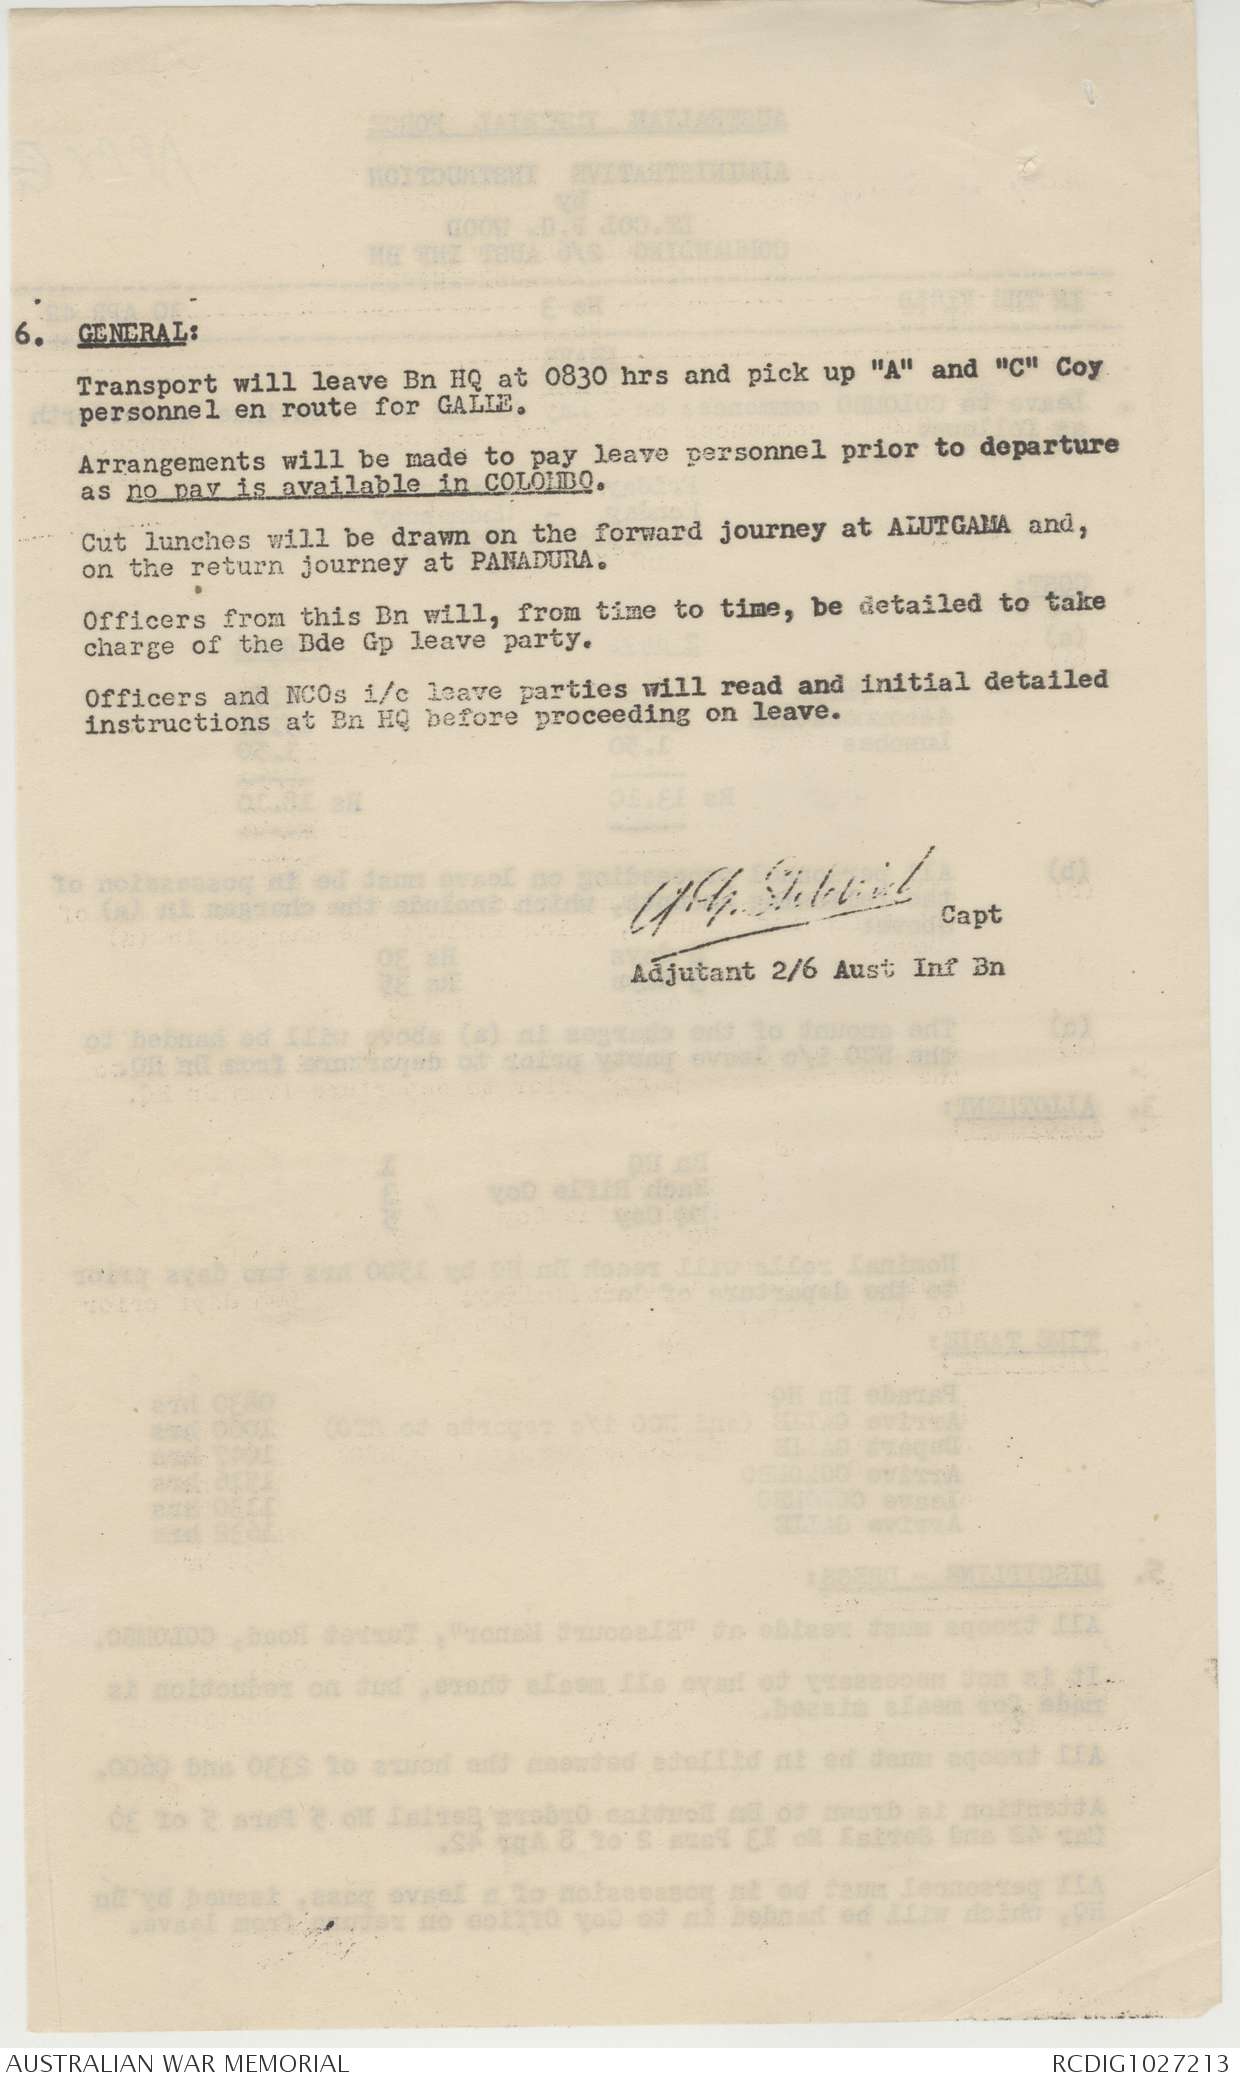 6. GENERAL:
Transport will leave Bn HQ at 0830 hrs and pick up "A" and "C" Coy
personnel en route for GALLE.
Arrangements will be made to pay leave personnel prior to departure
as no pay is available in COLOMBO.
Cut lunches will be drawn on the forward journey at ALUTGAMA and,
on the return journey at PANADURA.
Officers from this Bn will, from time to time, be detailed to take
charge of the Bde Gp leave party.
Officers and NCOs i/c leave parties will read and initial detailed
instructions at Bn HQ before proceeding on leave.
Capt
Adjutant 2/6 Aust Inf Bn
AUSTRALIAN WAR MEMORIAL
RCDIG1027213